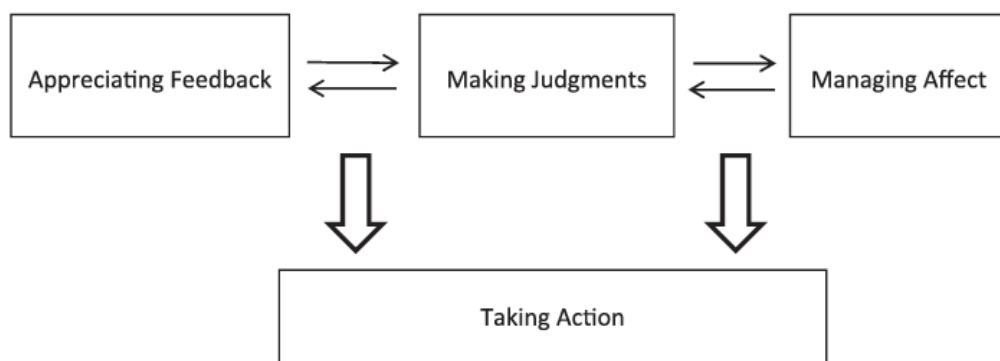 Appreciating Feedback
Making Judgments
Managing Affect
Taking Action